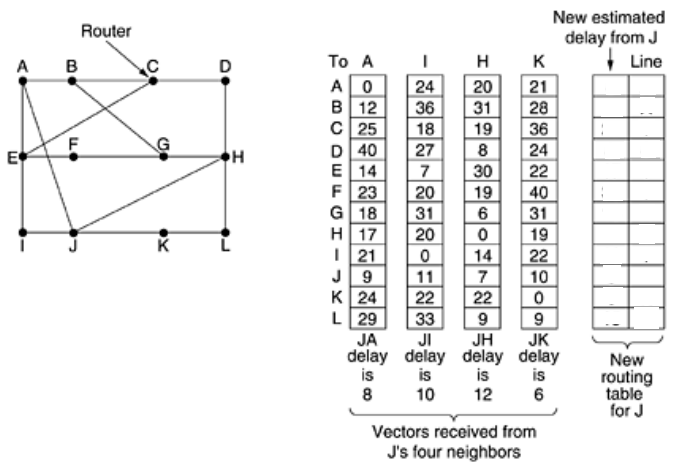 Router
A B C D
E F G H
I J K L
New estimated
delay from J
To A I H K Line
A 0 24 20 21
B 12 36 31 28
C 25 18 19 36
D 40 27 8 24
E 14 7 30 22
F 23 20 19 40
G 18 31 6 31
H 17 20 0 19
I 21 0 14 22
J 9 11 7 10
K 24 22 22 0
L 29 33 9 9
JA JI JH JK
delay delay delay delay
is is is is
8 10 12 6
New
routing
table
for J
Vectors received from
J's four neighbors